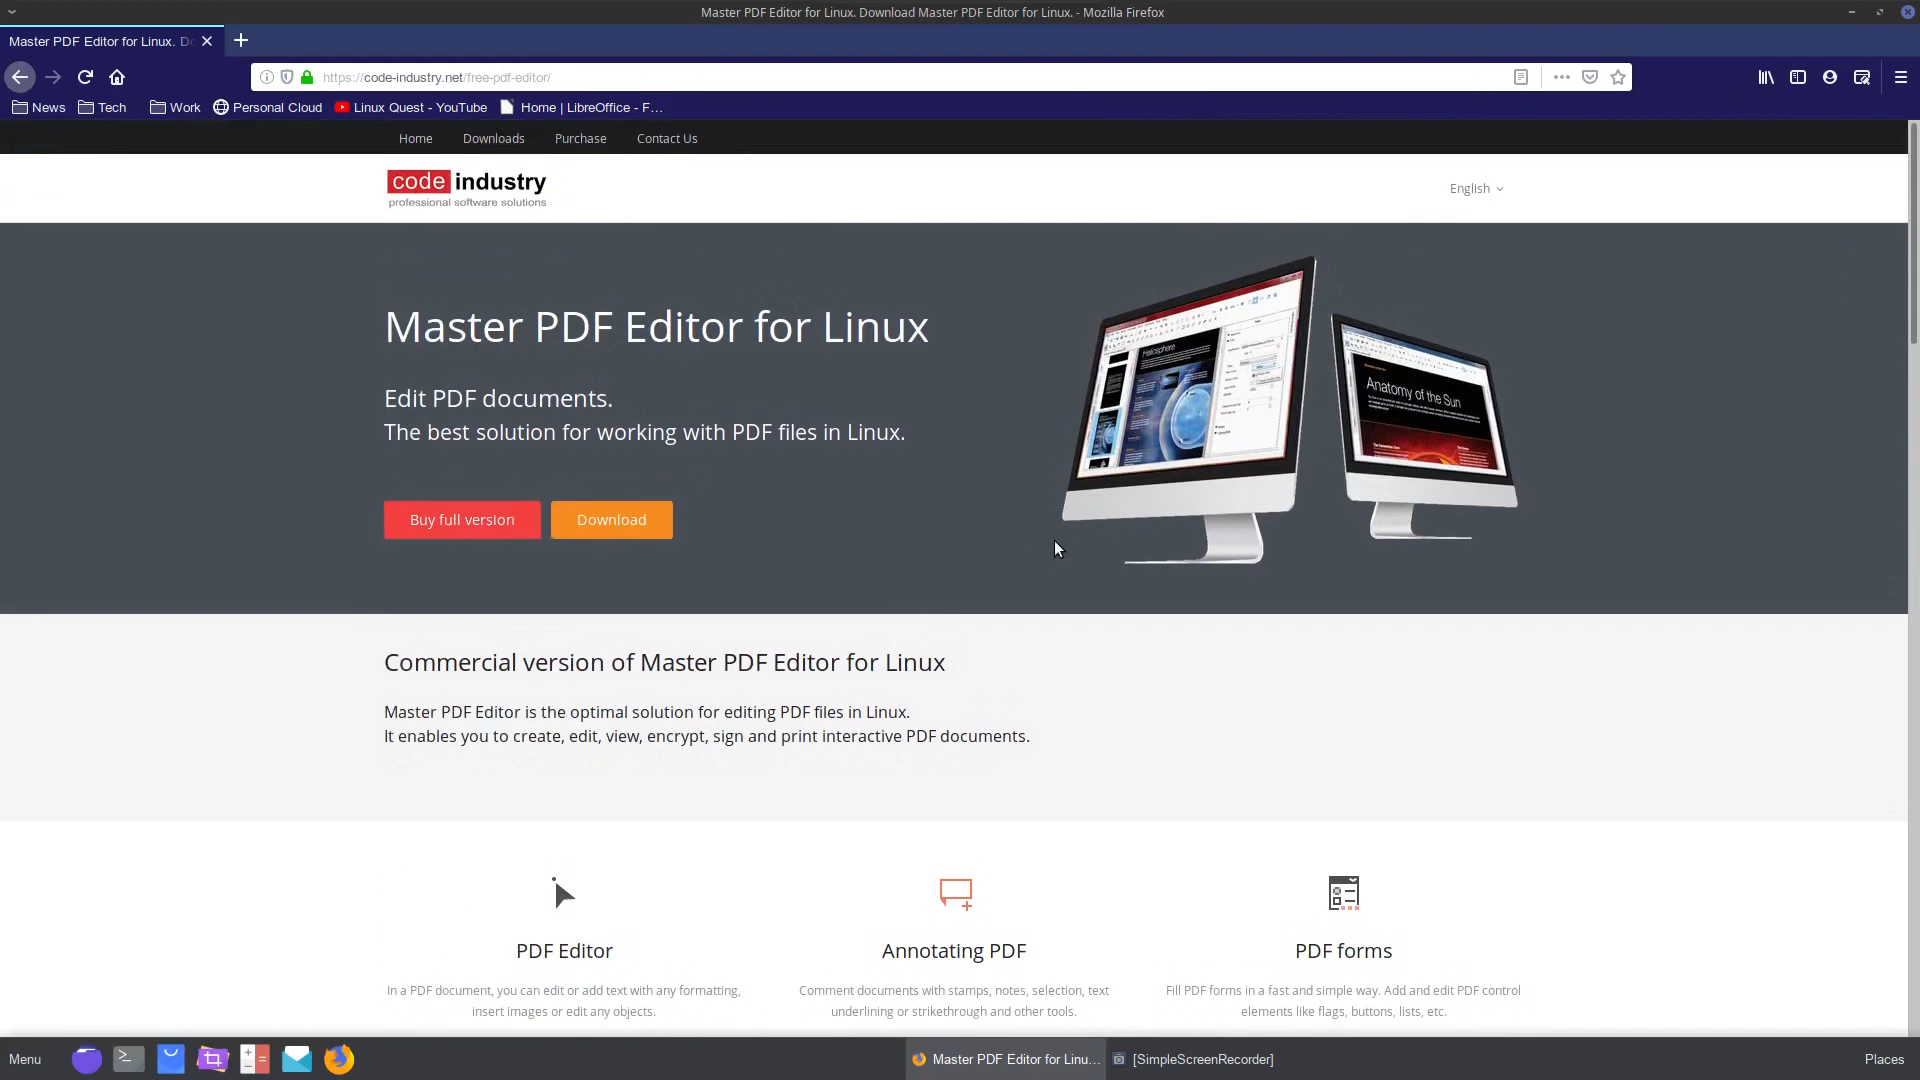 Master PDF Editor for Linux. Download Master PDF Editor for Linux. - Mozilla Firefox
Master PDF Editor for Linux. Do
https://code-industry.net/free-pdf-editor/
News
Tech
Work
Personal Cloud
Linux Quest - YouTube
Home | LibreOffice - F…
Home
Downloads
Purchase
Contact Us
code industry
professional software solutions
English
Master PDF Editor for Linux
Edit PDF documents.
The best solution for working with PDF files in Linux.
Heliosphere
Anatomy of the Sun
Buy full version
Download
Commercial version of Master PDF Editor for Linux
Master PDF Editor is the optimal solution for editing PDF files in Linux.
It enables you to create, edit, view, encrypt, sign and print interactive PDF documents.
PDF Editor
In a PDF document, you can edit or add text with any formatting,
insert images or edit any objects.
Annotating PDF
Comment documents with stamps, notes, selection, text
underlining or strikethrough and other tools.
PDF forms
Fill PDF forms in a fast and simple way. Add and edit PDF control
elements like flags, buttons, lists, etc.
Menu
Master PDF Editor for Linu…
[SimpleScreenRecorder]
Places